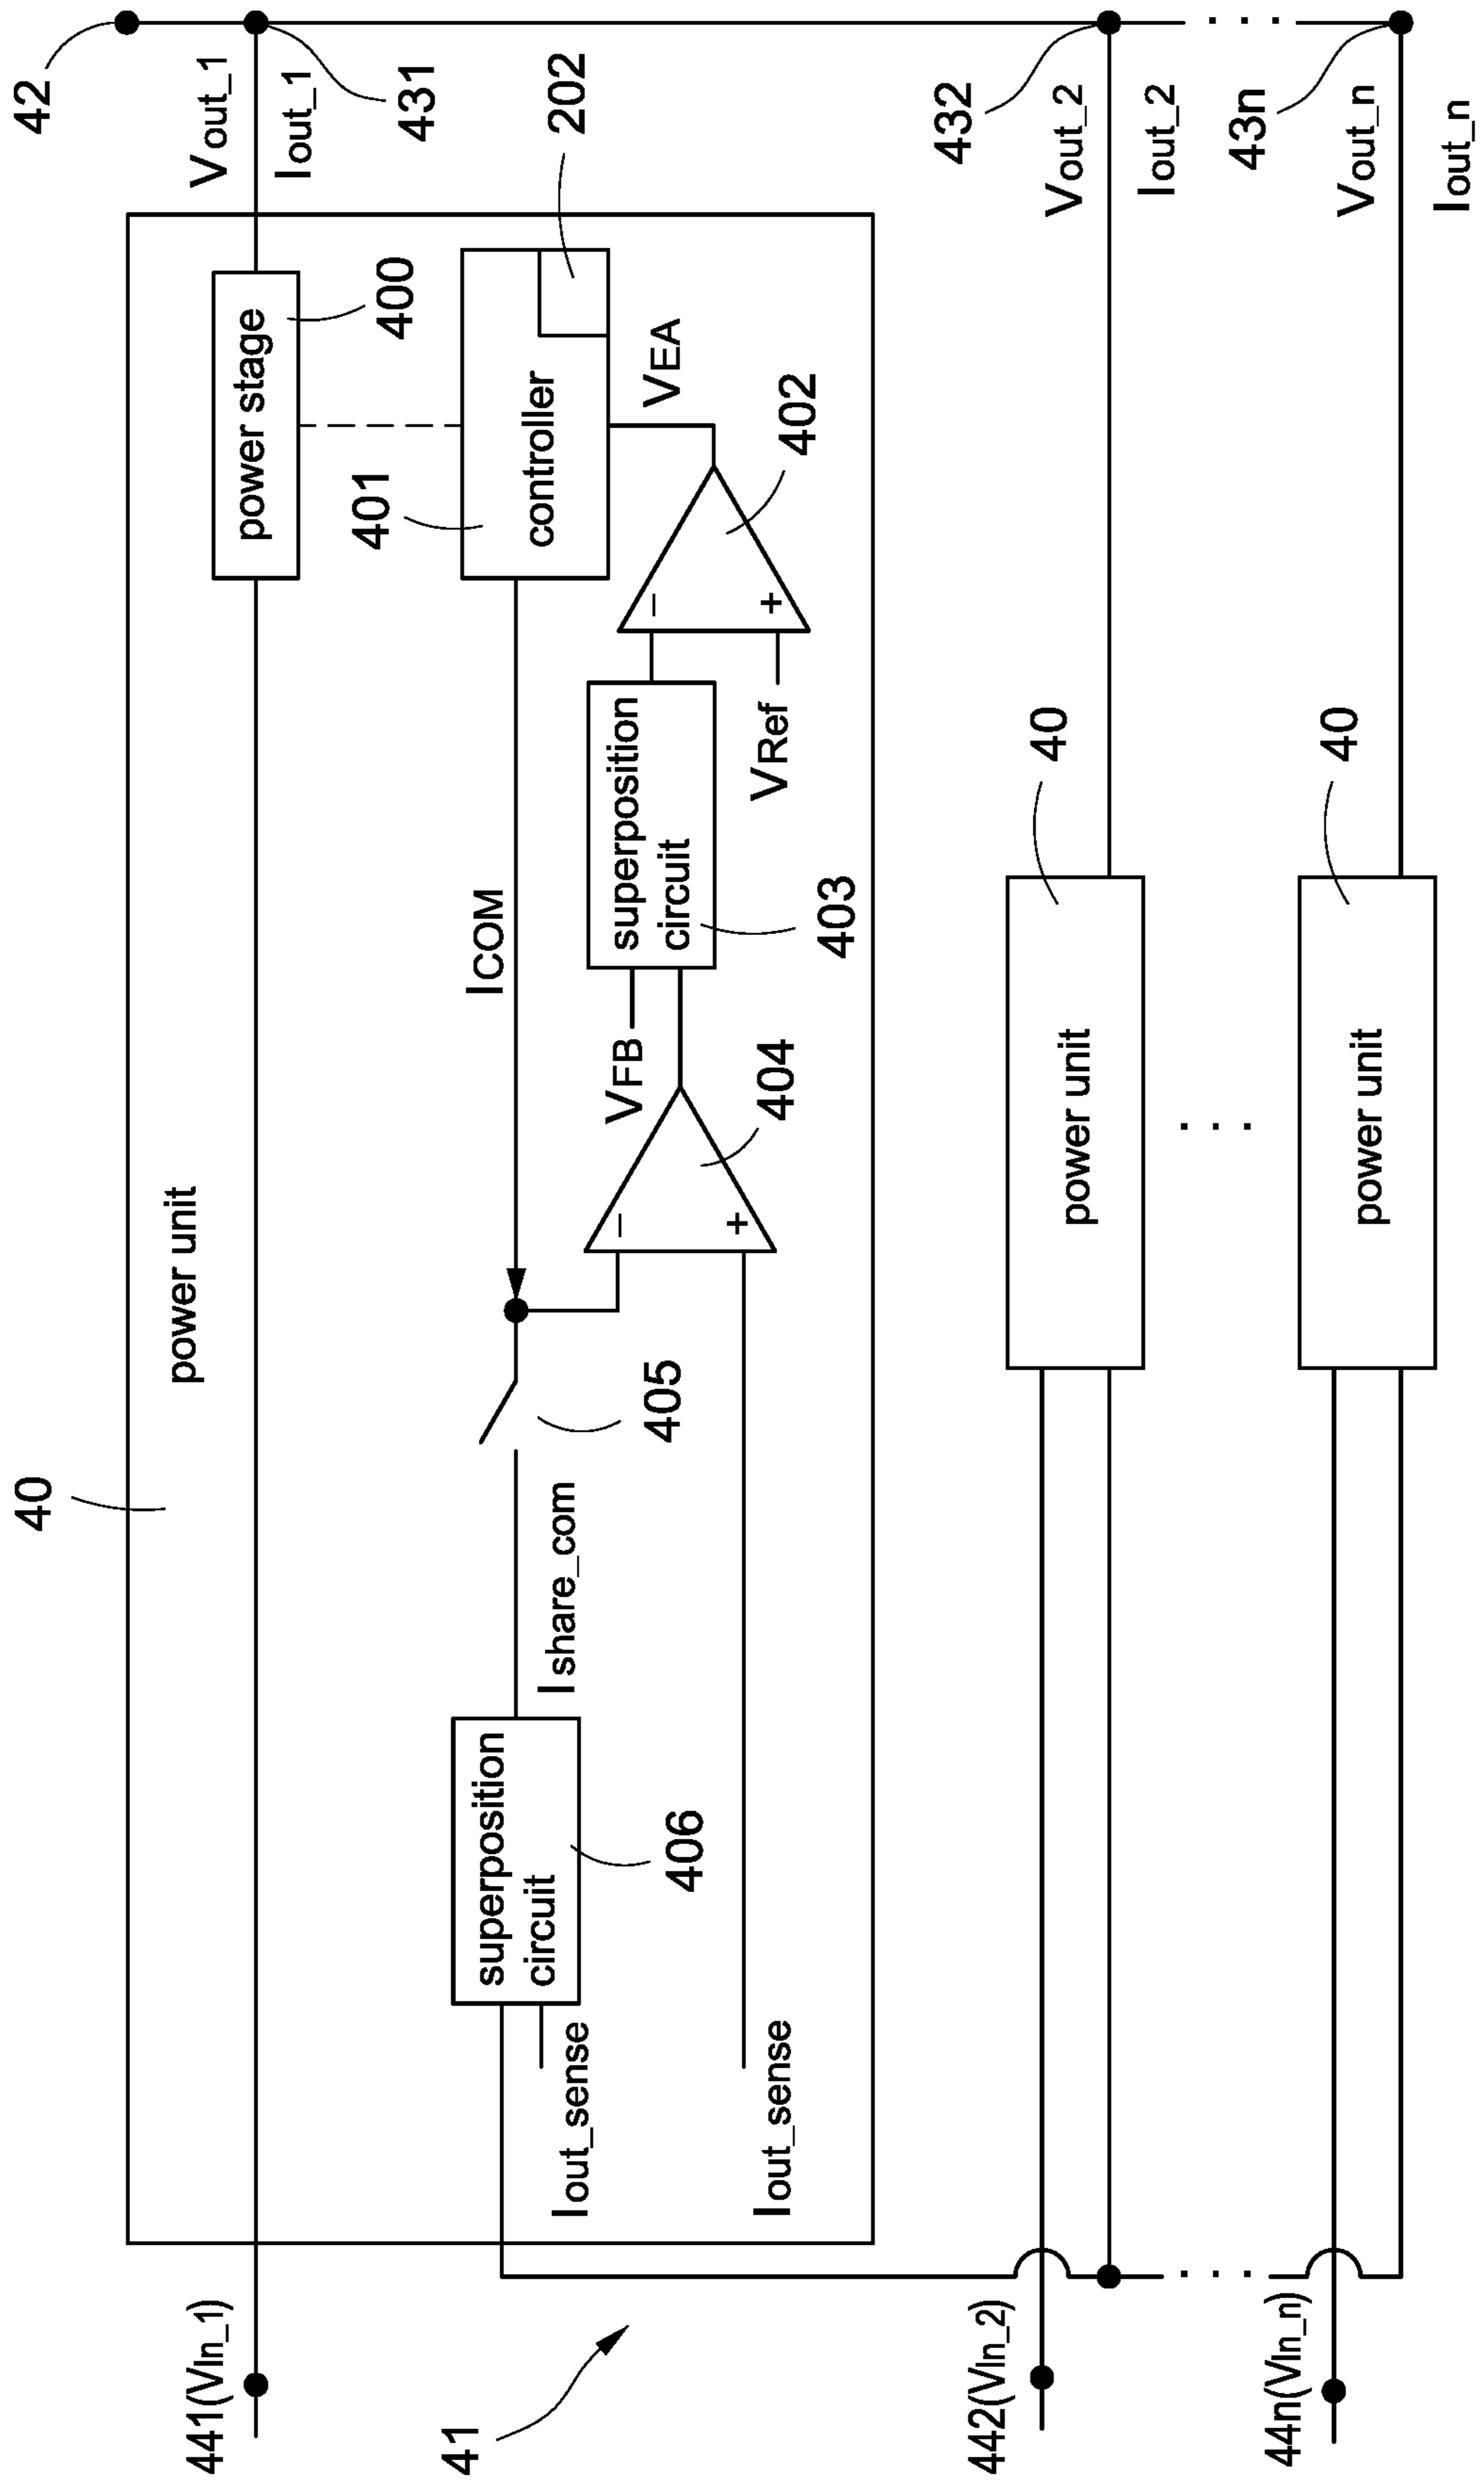 42
40
power unit
Vout_1
Iout_1
431
441(VIn_1)
power stage
400
401
controller
202
ICOM
VEA
402
superposition
circuit
403
VFB
VRef
404
405
Ishare_com
superposition
circuit
406
Iout_sense
Iout_sense
41
432
Vout_2
Iout_2
40
power unit
442(VIn_2)
. . .
. . .
. . .
43n
Vout_n
Iout_n
40
power unit
44n(VIn_n)